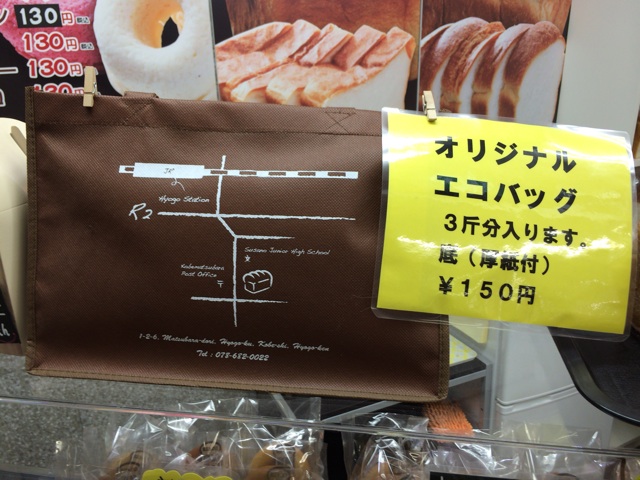 130円
130円
130円
130円
JR
Hyogo Station
R2
Susano Junior High School
Kobematsubara
Post Office
〒
1-2-6, Matsubara-dori, Hyogo-ku, Kobe-shi, Hyogo-ken
Tel : 078-682-0022
オリジナル
エコバッグ
3斤分入ります。
底(厚紙付)
¥150円